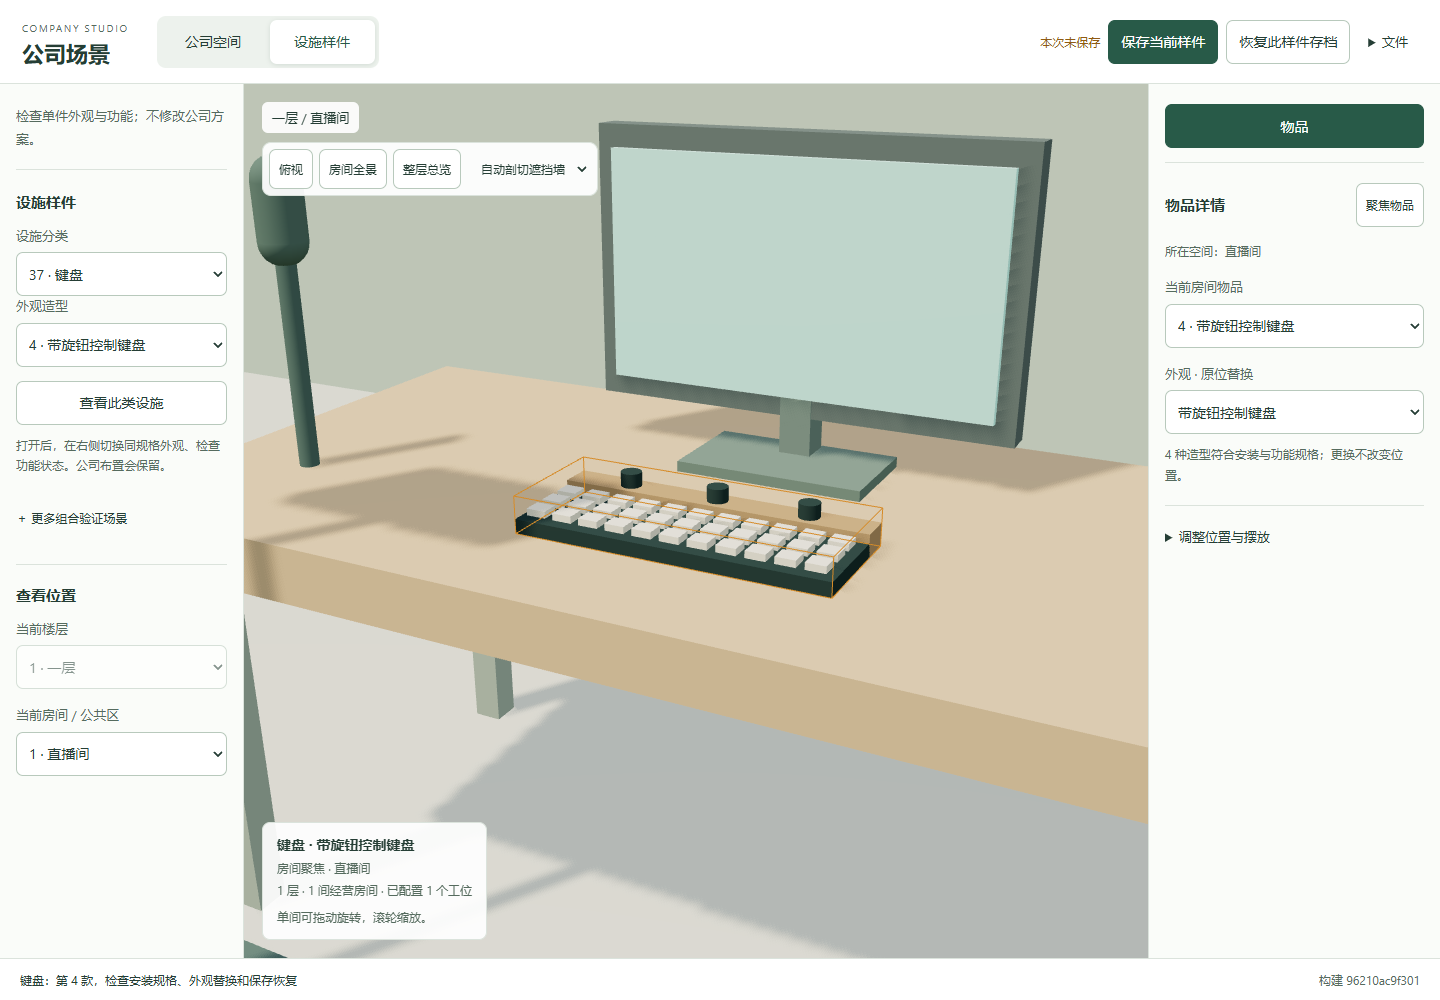 COMPANY STUDIO
公司场景
公司空间
设施样件
本次未保存
保存当前样件
恢复此样件存档
▶ 文件
检查单件外观与功能；不修改公司方
案。
设施样件
设施分类
37 · 键盘
外观造型
4 · 带旋钮控制键盘
查看此类设施
打开后，在右侧切换同规格外观、检查
功能状态。公司布置会保留。
+ 更多组合验证场景
查看位置
当前楼层
1 · 一层
当前房间 / 公共区
1 · 直播间
一层 / 直播间
俯视
房间全景
整层总览
自动剖切遮挡墙
键盘 · 带旋钮控制键盘
房间聚焦 · 直播间
1 层 · 1 间经营房间 · 已配置 1 个工位
单间可拖动旋转，滚轮缩放。
物品
物品详情
聚焦物品
所在空间：直播间
当前房间物品
4 · 带旋钮控制键盘
外观 · 原位替换
带旋钮控制键盘
4 种造型符合安装与功能规格；更换不改变位
置。
▶ 调整位置与摆放
键盘：第 4 款，检查安装规格、外观替换和保存恢复
构建 96210ac9f301